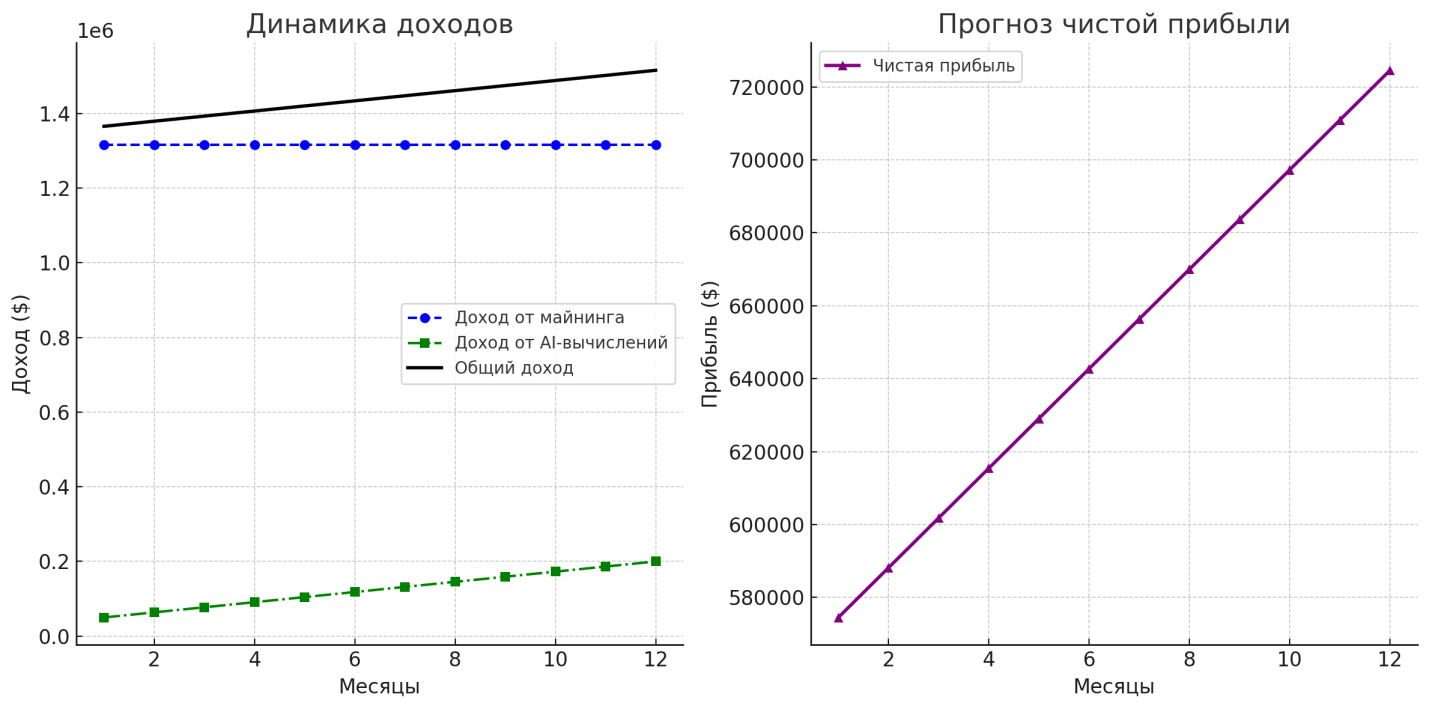 Динамика доходов
1e6
1.4
1.2
1.0
0.8
0.6
0.4
0.2
0.0
Доход ($)
Доход от майнинга
Доход от AI-вычислений
Общий доход
2 4 6 8 10 12
Месяцы
Прогноз чистой прибыли
Чистая прибыль
720000
700000
680000
660000
640000
620000
600000
580000
Прибыль ($)
2 4 6 8 10 12
Месяцы